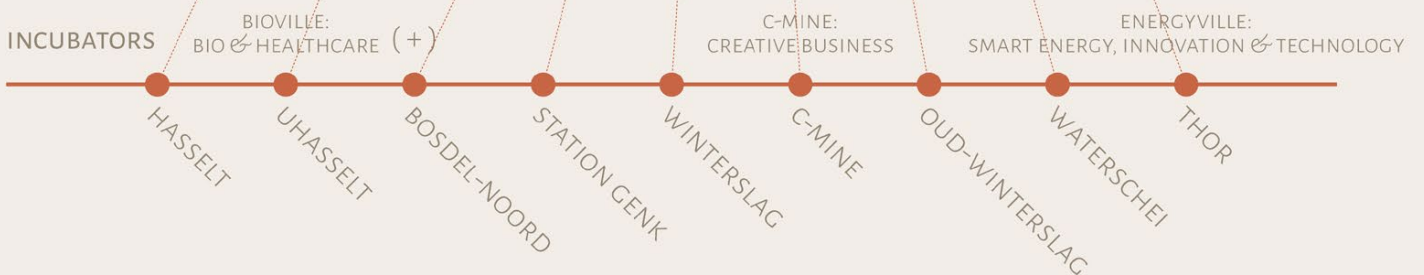 BIOVILLE:
C-MINE:
ENERGYVILLE:
INCUBATORS
BIO & HEALTHCARE
(+)
CREATIVE BUSINESS
SMART ENERGY, INNOVATION & TECHNOLOGY
HASSELT
UHASSELT
BOSDEL-NOORD
STATION GENK
WINTERSLAG
C-MINE
OUD-WINTERSLAG
WATERSCHEI
THOR